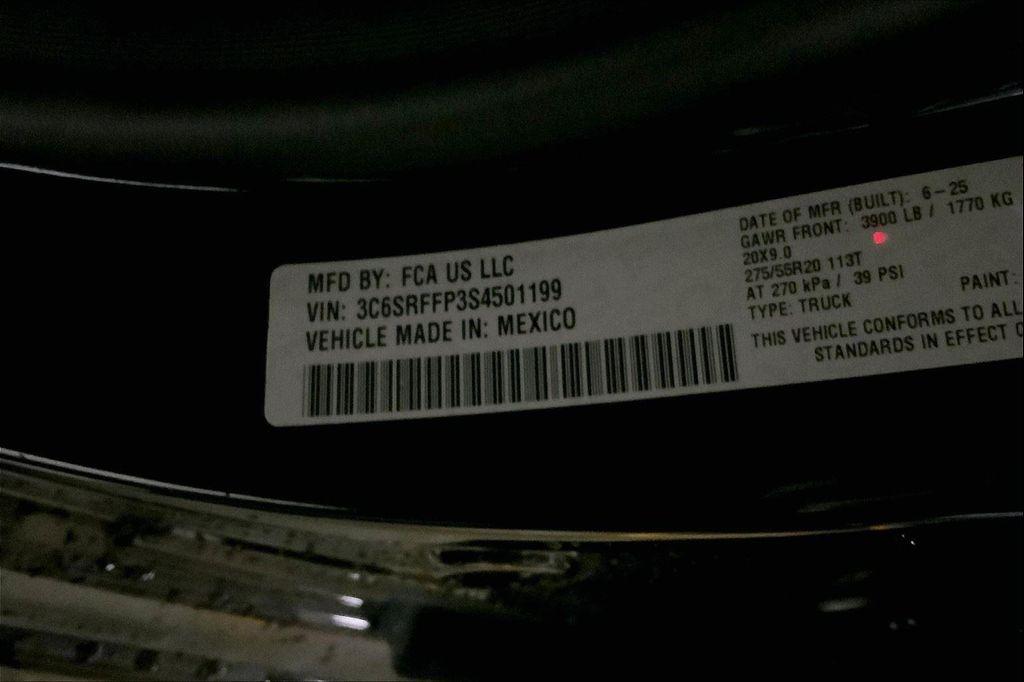 MFD BY: FCA US LLC
VIN: 3C6SRFFP3S4501199
VEHICLE MADE IN: MEXICO
DATE OF MFR (BUILT): 6-25
GAWR FRONT: 3900 LB / 1770 KG
20X9.0
275/55R20 113T
AT 270 kPa / 39 PSI
TYPE: TRUCK
PAINT:
THIS VEHICLE CONFORMS TO ALL
STANDARDS IN EFFECT O